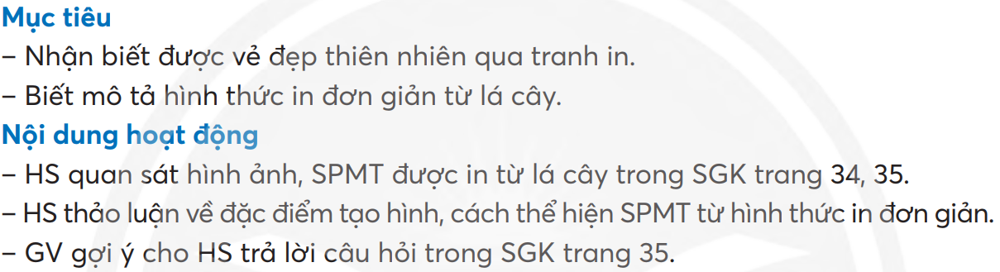 Mục tiêu
– Nhận biết được vẻ đẹp thiên nhiên qua tranh in.
– Biết mô tả hình thức in đơn giản từ lá cây.
Nội dung hoạt động
– HS quan sát hình ảnh, SPMT được in từ lá cây trong SGK trang 34, 35.
– HS thảo luận về đặc điểm tạo hình, cách thể hiện SPMT từ hình thức in đơn giản.
– GV gợi ý cho HS trả lời câu hỏi trong SGK trang 35.